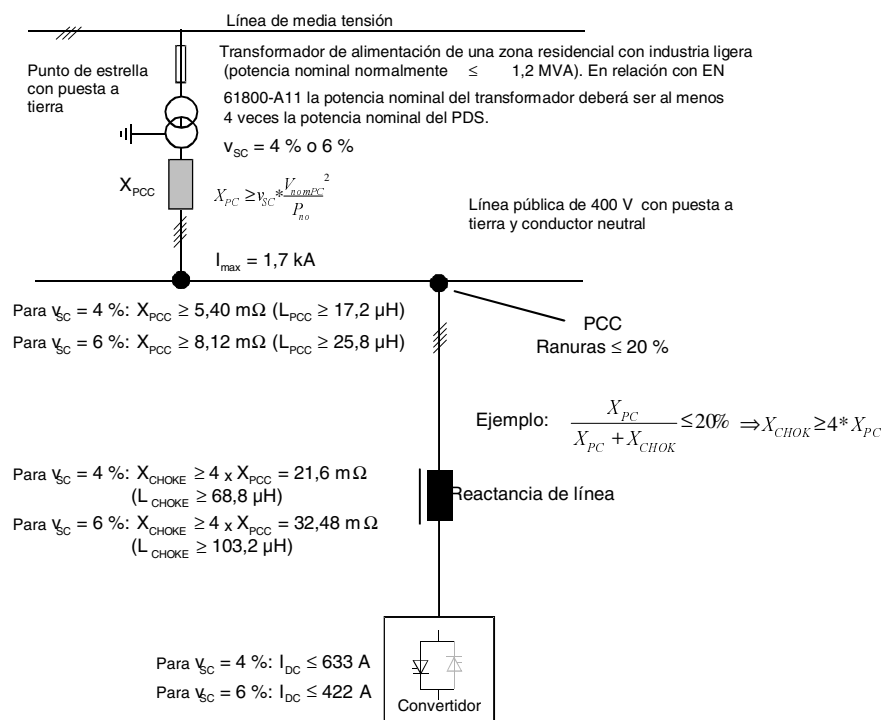 Línea de media tensión
Transformador de alimentación de una zona residencial con industria ligera
(potencia nominal normalmente ≤ 1,2 MVA). En relación con EN
61800-A11 la potencia nominal del transformador deberá ser al menos
4 veces la potencia nominal del PDS.
Punto de estrella
con puesta a
tierra
v_SC = 4 % o 6 %
X_PCC
X_PC ≥ v_SC * V_nomPC² / P_no
Línea pública de 400 V con puesta a
tierra y conductor neutral
I_max = 1,7 kA
Para v_SC = 4 %: X_PCC ≥ 5,40 mΩ (L_PCC ≥ 17,2 µH)
Para v_SC = 6 %: X_PCC ≥ 8,12 mΩ (L_PCC ≥ 25,8 µH)
PCC
Ranuras ≤ 20 %
Ejemplo: X_PC / (X_PC + X_CHOK) ≤ 20% ⇒ X_CHOK ≥ 4 * X_PC
Para v_SC = 4 %: X_CHOKE ≥ 4 x X_PCC = 21,6 mΩ
(L_CHOKE ≥ 68,8 µH)
Para v_SC = 6 %: X_CHOKE ≥ 4 x X_PCC = 32,48 mΩ
(L_CHOKE ≥ 103,2 µH)
Reactancia de línea
Para v_SC = 4 %: I_DC ≤ 633 A
Para v_SC = 6 %: I_DC ≤ 422 A
Convertidor